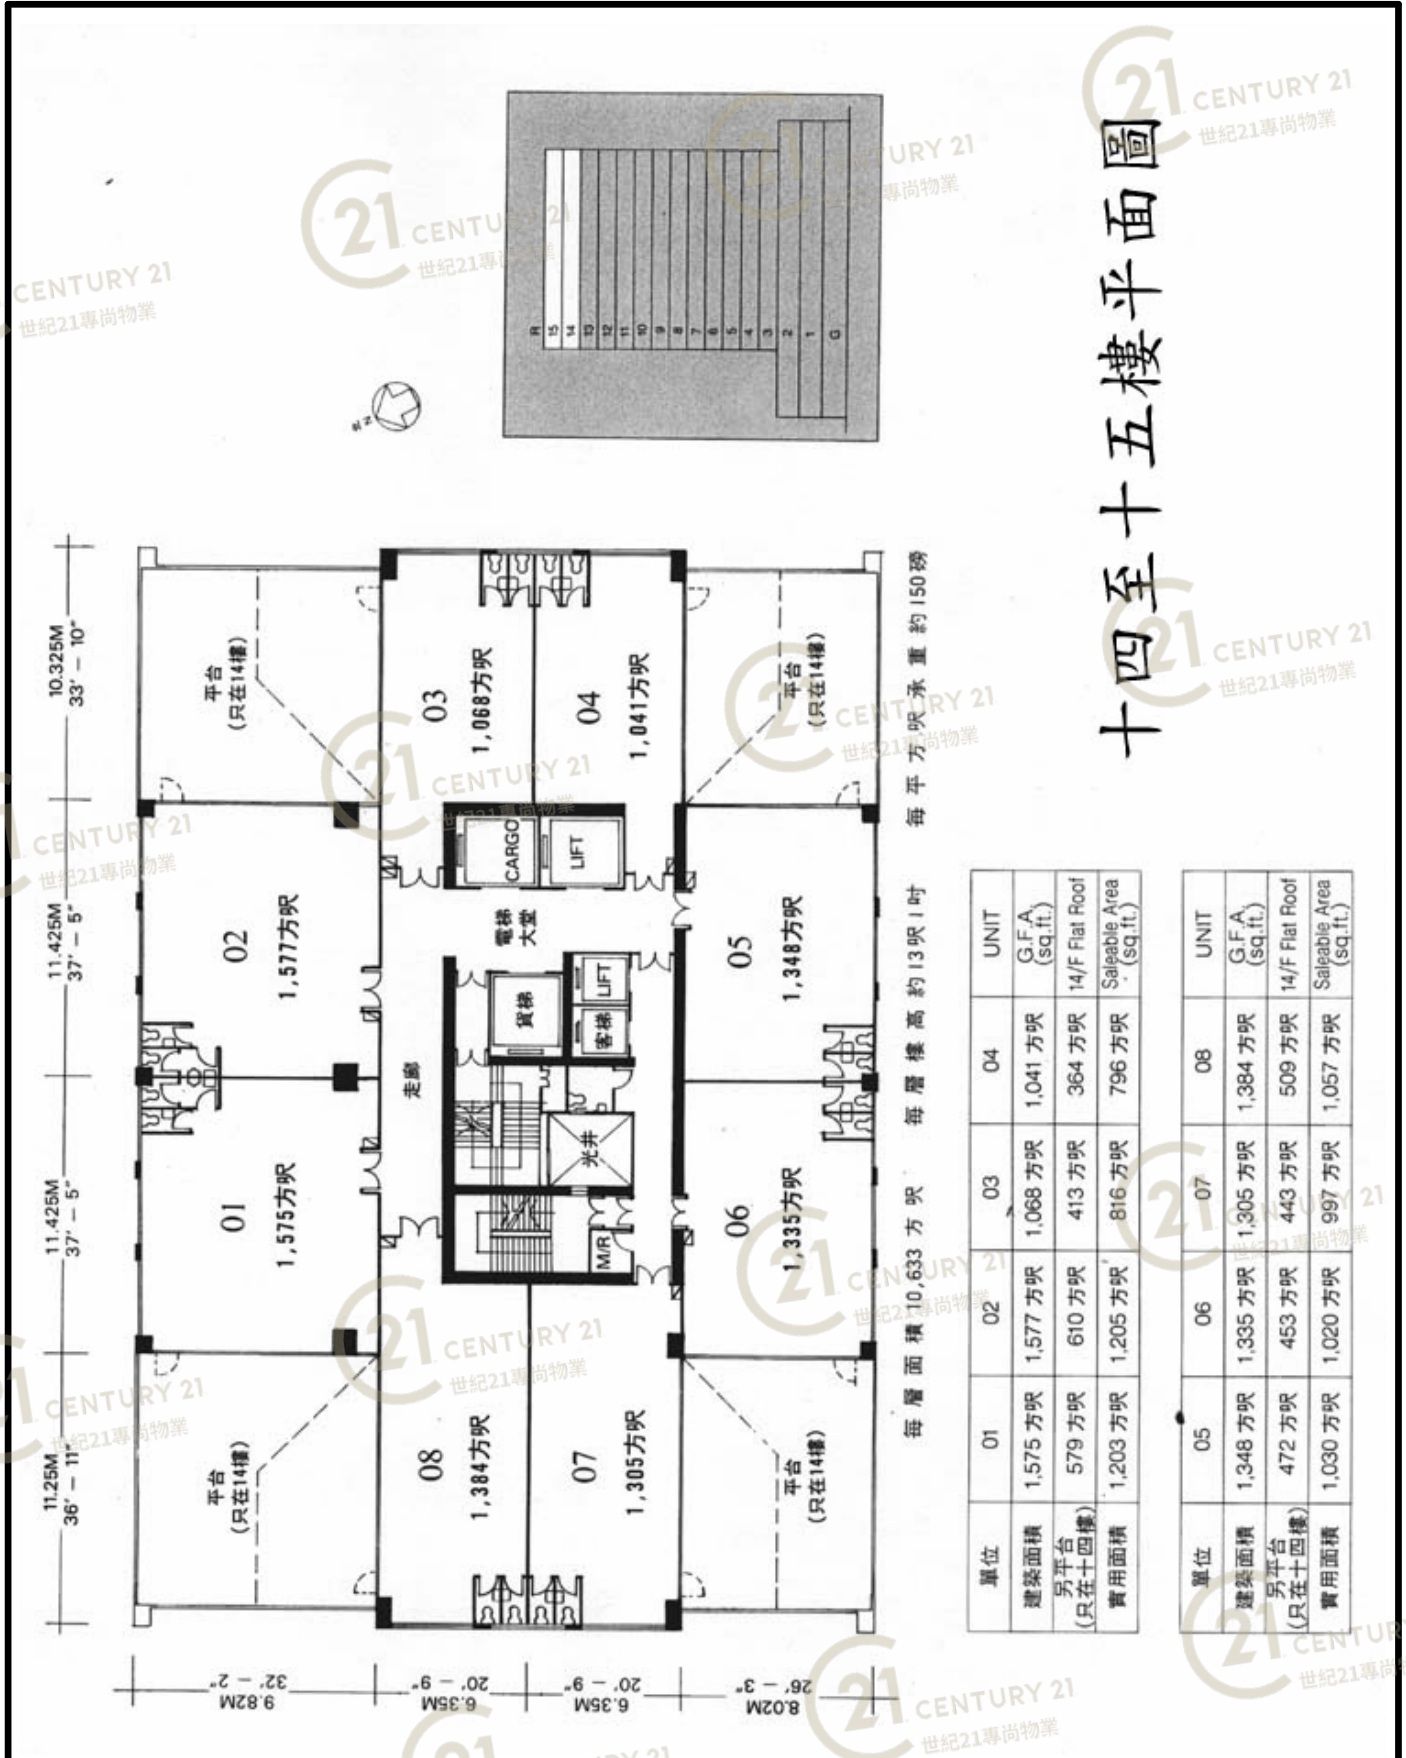 十四至十五樓平面圖
R
15
14
13
12
11
10
9
8
7
6
5
4
3
2
1
G
北 N
11.25M
36' – 11"
11.425M
37' – 5"
11.425M
37' – 5"
10.325M
33' – 10"
9.82M
32' – 2"
6.35M
20' – 9"
6.35M
20' – 9"
8.02M
26' – 3"
平台
(只在14樓)
01
1,575方呎
02
1,577方呎
平台
(只在14樓)
走廊
08
1,384方呎
03
1,068方呎
07
1,305方呎
04
1,041方呎
M/R
光井
貨梯
客梯
LIFT
電梯
大堂
CARGO
LIFT
平台
(只在14樓)
06
1,335方呎
05
1,348方呎
平台
(只在14樓)
每層面積 10,633 方呎 每層樓高約13呎1吋 每平方呎承重約150磅
單位 01 02 03 04 UNIT
建築面積 1,575 方呎 1,577 方呎 1,068 方呎 1,041 方呎 G.F.A. (sq.ft.)
另平台 (只在十四樓) 579 方呎 610 方呎 413 方呎 364 方呎 14/F Flat Roof
實用面積 1,203 方呎 1,205 方呎 816 方呎 796 方呎 Saleable Area (sq.ft.)
單位 05 06 07 08 UNIT
建築面積 1,348 方呎 1,335 方呎 1,305 方呎 1,384 方呎 G.F.A. (sq.ft.)
另平台 (只在十四樓) 472 方呎 453 方呎 443 方呎 509 方呎 14/F Flat Roof
實用面積 1,030 方呎 1,020 方呎 997 方呎 1,057 方呎 Saleable Area (sq.ft.)
21 CENTURY 21
世紀21專尚物業